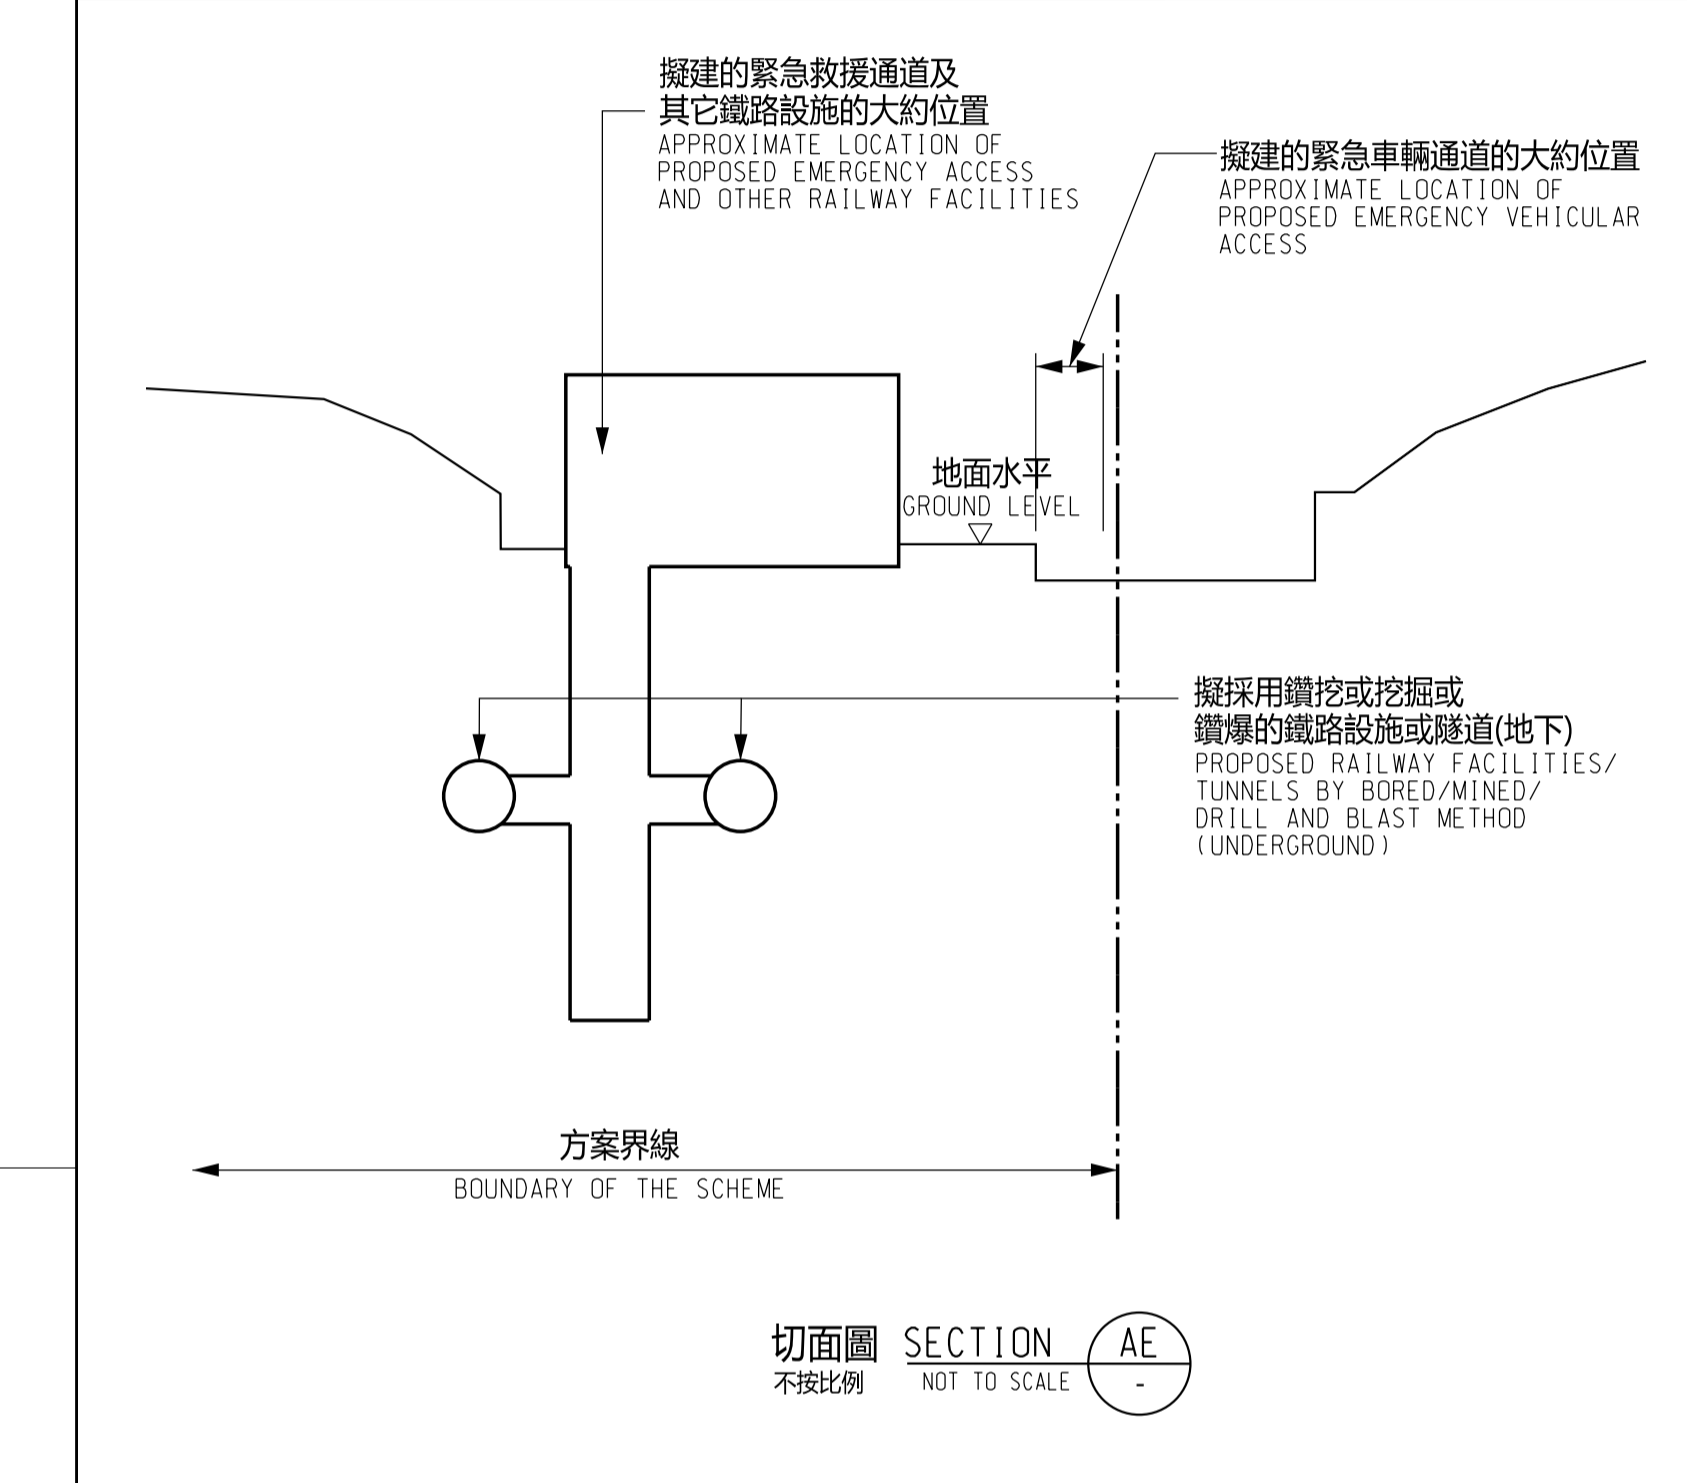 擬建的緊急救援通道及
其它鐵路設施的大約位置
APPROXIMATE LOCATION OF
PROPOSED EMERGENCY ACCESS
AND OTHER RAILWAY FACILITIES
擬建的緊急車輛通道的大約位置
APPROXIMATE LOCATION OF
PROPOSED EMERGENCY VEHICULAR
ACCESS
地面水平
GROUND LEVEL
擬採用鑽挖或挖掘或
鑽爆的鐵路設施或隧道(地下)
PROPOSED RAILWAY FACILITIES/
TUNNELS BY BORED/MINED/
DRILL AND BLAST METHOD
(UNDERGROUND)
方案界線
BOUNDARY OF THE SCHEME
切面圖 SECTION AE
不按比例 NOT TO SCALE -